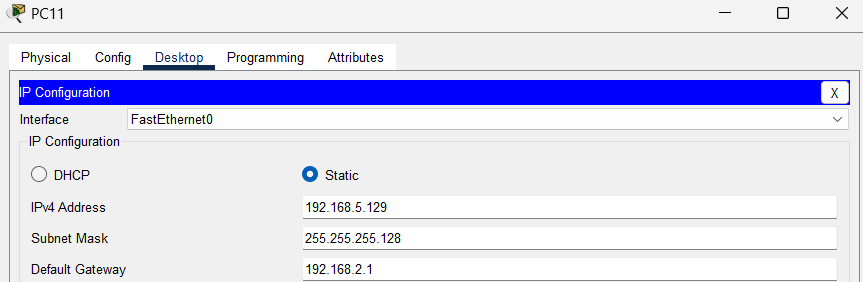 PC11
Physical Config Desktop Programming Attributes
IP Configuration X
Interface FastEthernet0
IP Configuration
DHCP Static
IPv4 Address 192.168.5.129
Subnet Mask 255.255.255.128
Default Gateway 192.168.2.1